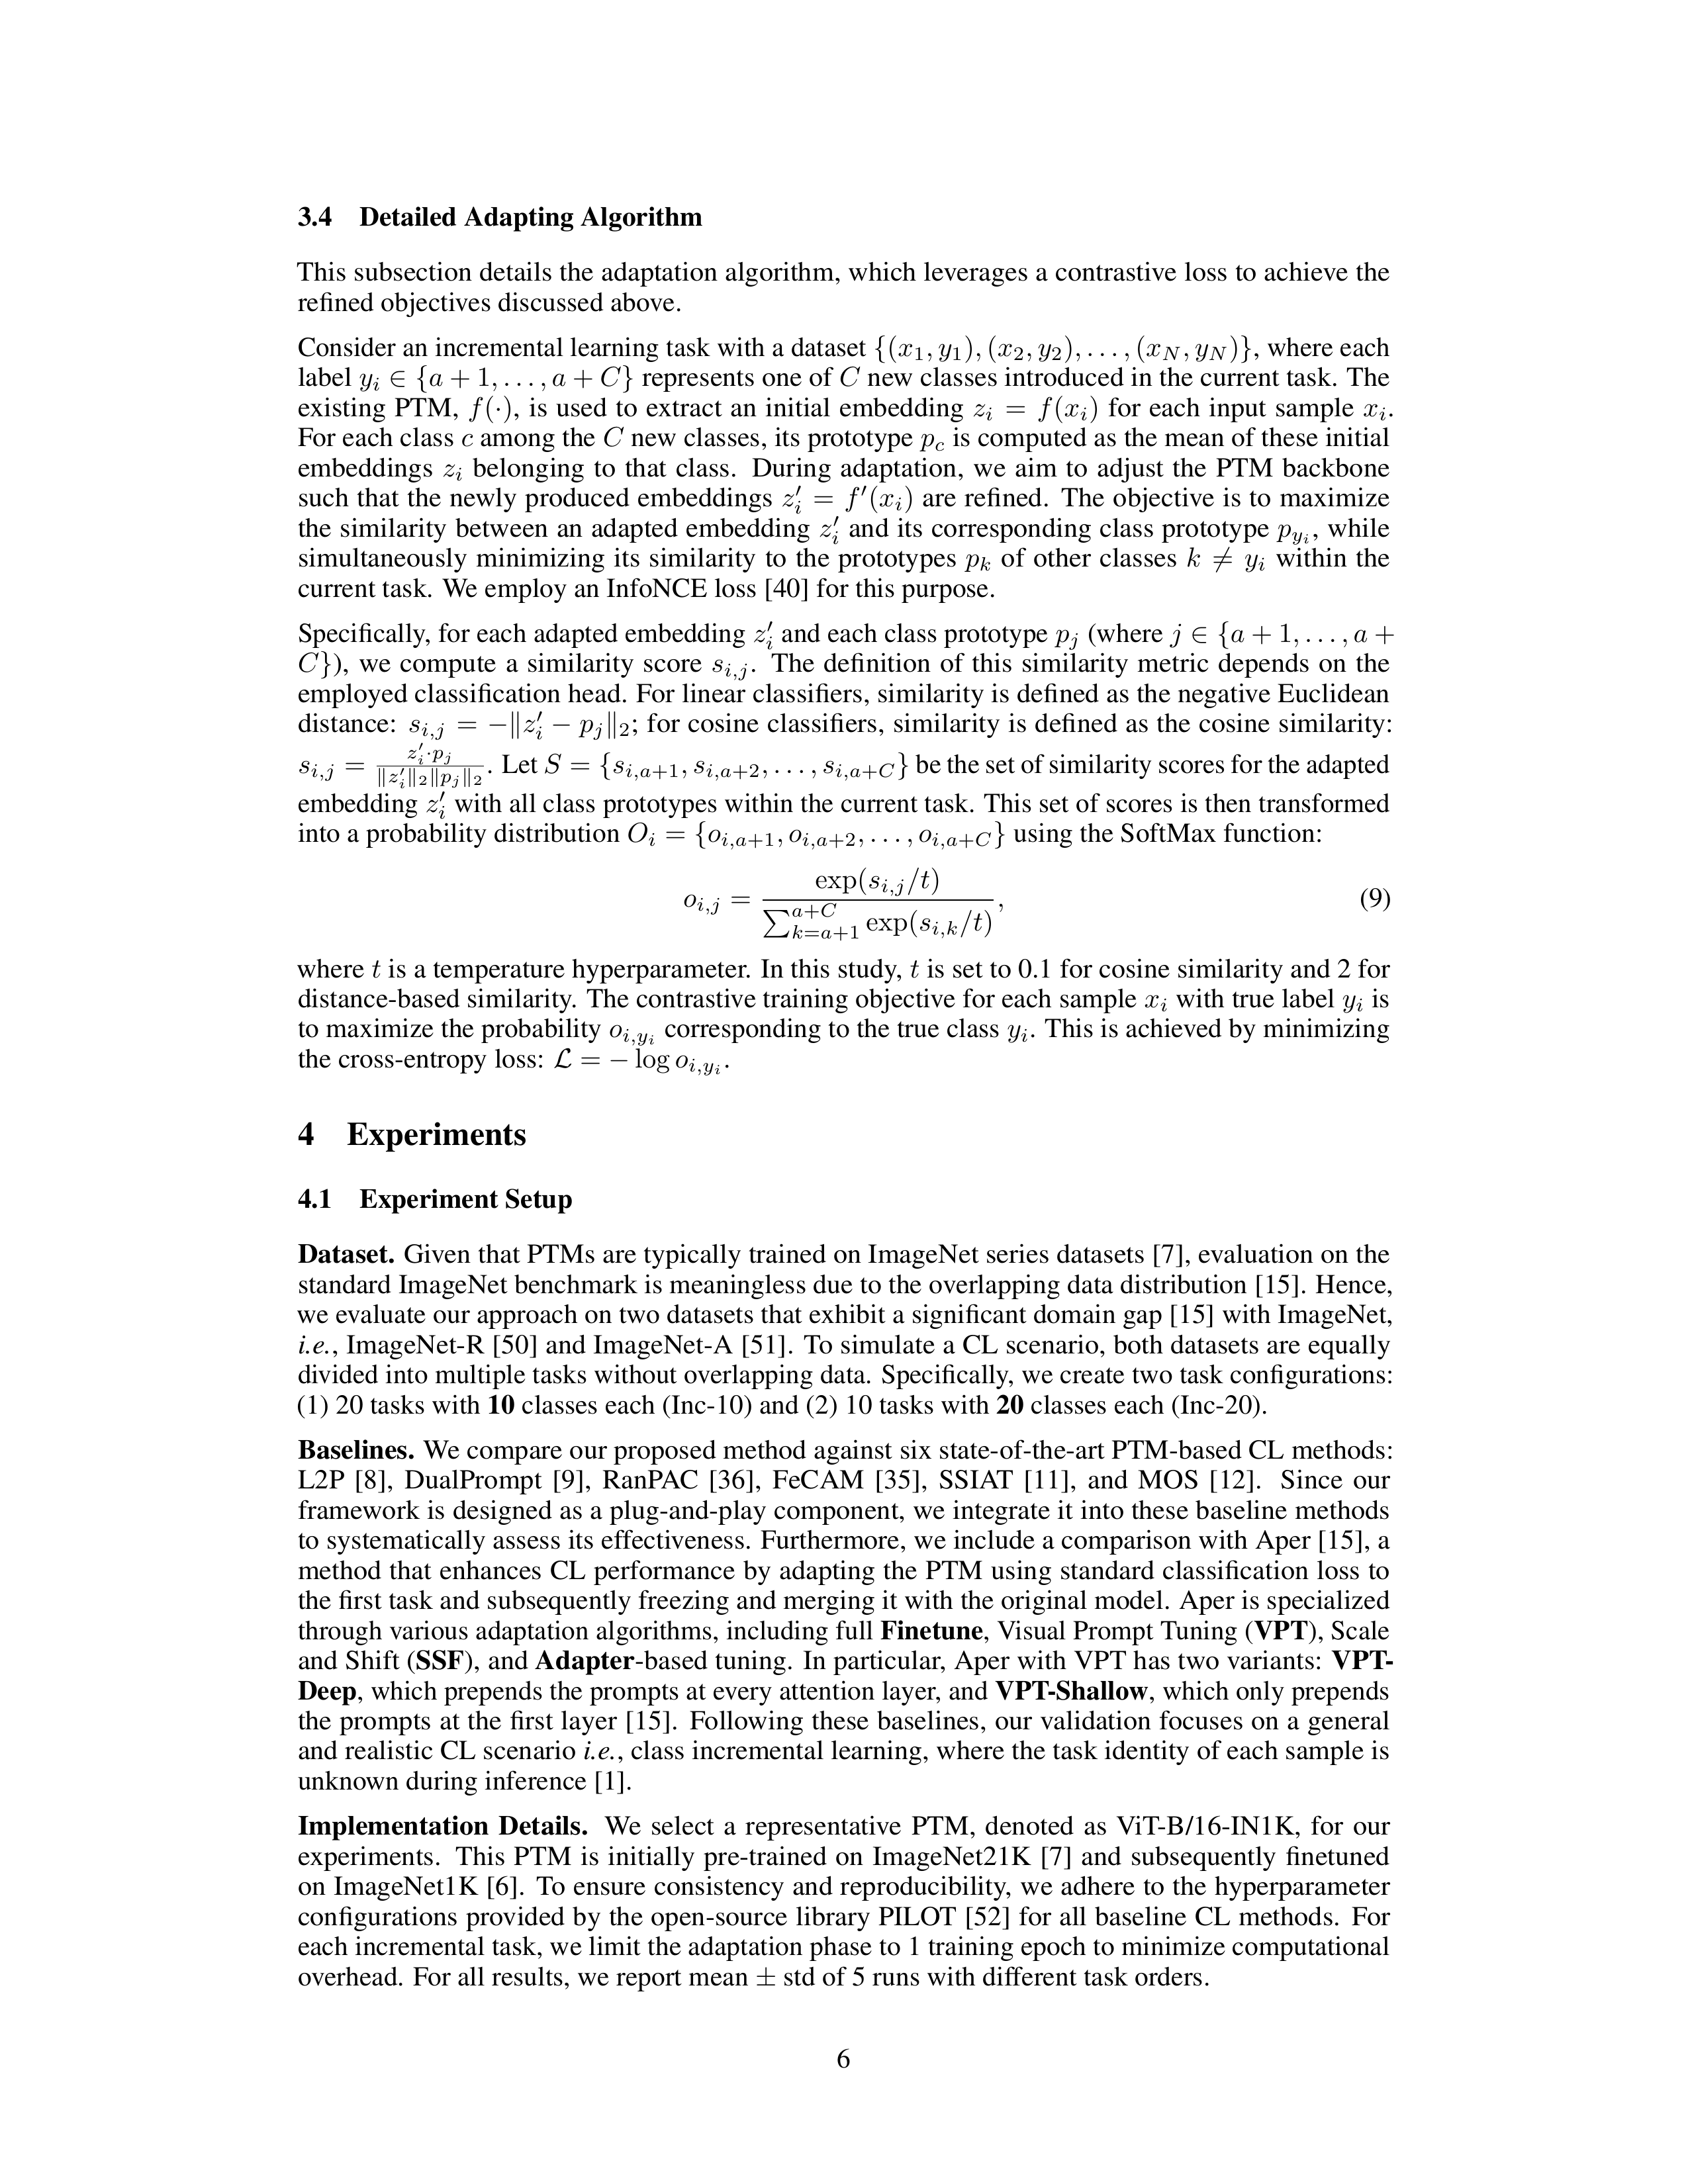 3.4 Detailed Adapting Algorithm
This subsection details the adaptation algorithm, which leverages a contrastive loss to achieve the
refined objectives discussed above.
Consider an incremental learning task with a dataset {(x_1, y_1), (x_2, y_2), . . . , (x_N, y_N)}, where each
label y_i ∈ {a + 1, . . . , a + C} represents one of C new classes introduced in the current task. The
existing PTM, f(·), is used to extract an initial embedding z_i = f(x_i) for each input sample x_i.
For each class c among the C new classes, its prototype p_c is computed as the mean of these initial
embeddings z_i belonging to that class. During adaptation, we aim to adjust the PTM backbone
such that the newly produced embeddings z′_i = f′(x_i) are refined. The objective is to maximize
the similarity between an adapted embedding z′_i and its corresponding class prototype p_{y_i}, while
simultaneously minimizing its similarity to the prototypes p_k of other classes k ≠ y_i within the
current task. We employ an InfoNCE loss [40] for this purpose.
Specifically, for each adapted embedding z′_i and each class prototype p_j (where j ∈ {a + 1, . . . , a +
C}), we compute a similarity score s_{i,j}. The definition of this similarity metric depends on the
employed classification head. For linear classifiers, similarity is defined as the negative Euclidean
distance: s_{i,j} = −∥z′_i − p_j∥_2; for cosine classifiers, similarity is defined as the cosine similarity:
s_{i,j} = \frac{z′_i · p_j}{∥z′_i∥_2∥p_j∥_2}. Let S = {s_{i,a+1}, s_{i,a+2}, . . . , s_{i,a+C}} be the set of similarity scores for the adapted
embedding z′_i with all class prototypes within the current task. This set of scores is then transformed
into a probability distribution O_i = {o_{i,a+1}, o_{i,a+2}, . . . , o_{i,a+C}} using the SoftMax function:
o_{i,j} = \frac{exp(s_{i,j}/t)}{∑_{k=a+1}^{a+C} exp(s_{i,k}/t)}, (9)
where t is a temperature hyperparameter. In this study, t is set to 0.1 for cosine similarity and 2 for
distance-based similarity. The contrastive training objective for each sample x_i with true label y_i is
to maximize the probability o_{i,y_i} corresponding to the true class y_i. This is achieved by minimizing
the cross-entropy loss: ℒ = − log o_{i,y_i}.
4 Experiments
4.1 Experiment Setup
Dataset. Given that PTMs are typically trained on ImageNet series datasets [7], evaluation on the
standard ImageNet benchmark is meaningless due to the overlapping data distribution [15]. Hence,
we evaluate our approach on two datasets that exhibit a significant domain gap [15] with ImageNet,
i.e., ImageNet-R [50] and ImageNet-A [51]. To simulate a CL scenario, both datasets are equally
divided into multiple tasks without overlapping data. Specifically, we create two task configurations:
(1) 20 tasks with 10 classes each (Inc-10) and (2) 10 tasks with 20 classes each (Inc-20).
Baselines. We compare our proposed method against six state-of-the-art PTM-based CL methods:
L2P [8], DualPrompt [9], RanPAC [36], FeCAM [35], SSIAT [11], and MOS [12]. Since our
framework is designed as a plug-and-play component, we integrate it into these baseline methods
to systematically assess its effectiveness. Furthermore, we include a comparison with Aper [15], a
method that enhances CL performance by adapting the PTM using standard classification loss to
the first task and subsequently freezing and merging it with the original model. Aper is specialized
through various adaptation algorithms, including full Finetune, Visual Prompt Tuning (VPT), Scale
and Shift (SSF), and Adapter-based tuning. In particular, Aper with VPT has two variants: VPT-
Deep, which prepends the prompts at every attention layer, and VPT-Shallow, which only prepends
the prompts at the first layer [15]. Following these baselines, our validation focuses on a general
and realistic CL scenario i.e., class incremental learning, where the task identity of each sample is
unknown during inference [1].
Implementation Details. We select a representative PTM, denoted as ViT-B/16-IN1K, for our
experiments. This PTM is initially pre-trained on ImageNet21K [7] and subsequently finetuned
on ImageNet1K [6]. To ensure consistency and reproducibility, we adhere to the hyperparameter
configurations provided by the open-source library PILOT [52] for all baseline CL methods. For
each incremental task, we limit the adaptation phase to 1 training epoch to minimize computational
overhead. For all results, we report mean ± std of 5 runs with different task orders.
6